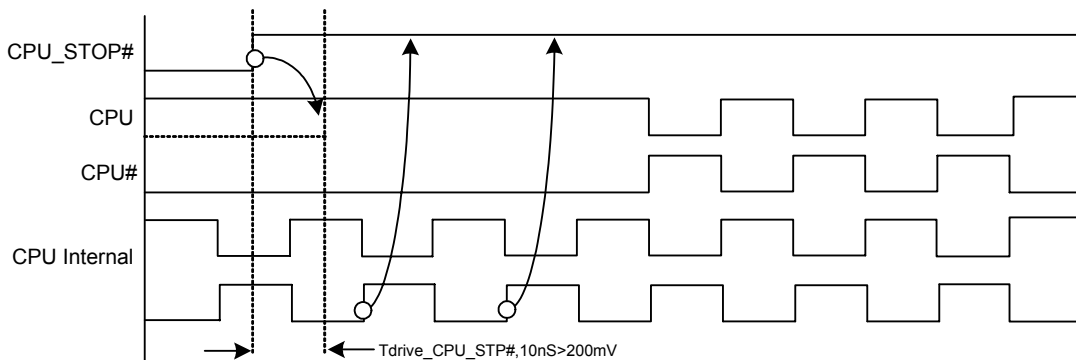 CPU_STOP#
CPU
CPU#
CPU Internal
Tdrive_CPU_STP#,10nS>200mV